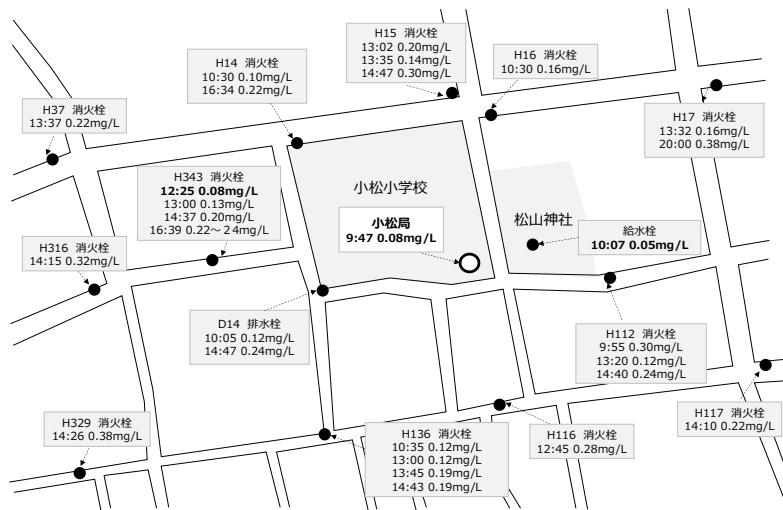 H15 消火栓
13:02 0.20mg/L
13:35 0.14mg/L
14:47 0.30mg/L
H14 消火栓
10:30 0.10mg/L
16:34 0.22mg/L
H16 消火栓
10:30 0.16mg/L
H37 消火栓
13:37 0.22mg/L
H17 消火栓
13:32 0.16mg/L
20:00 0.38mg/L
H343 消火栓
12:25 0.08mg/L
13:00 0.13mg/L
14:37 0.20mg/L
16:39 0.22～24mg/L
小松小学校
小松局
9:47 0.08mg/L
松山神社
給水栓
10:07 0.05mg/L
H316 消火栓
14:15 0.32mg/L
D14 排水栓
10:05 0.12mg/L
14:47 0.24mg/L
H112 消火栓
9:55 0.30mg/L
13:20 0.12mg/L
14:40 0.24mg/L
H329 消火栓
14:26 0.38mg/L
H136 消火栓
10:35 0.12mg/L
13:00 0.12mg/L
13:45 0.19mg/L
14:43 0.19mg/L
H116 消火栓
12:45 0.28mg/L
H117 消火栓
14:10 0.22mg/L